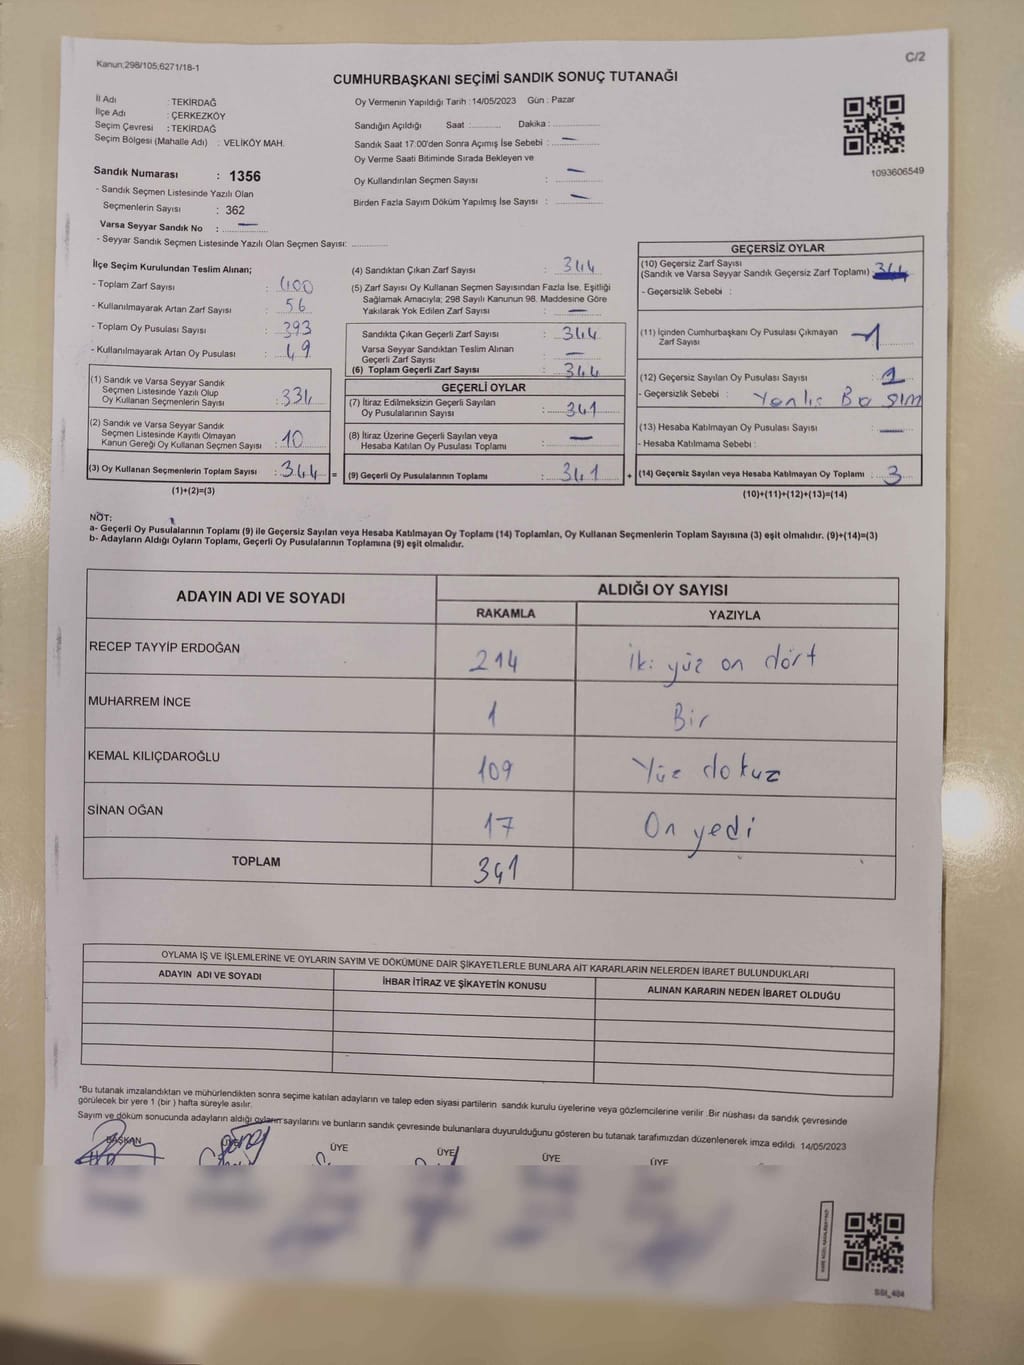 Kanun;298/105;6271/18-1
C/2
CUMHURBAŞKANI SEÇİMİ SANDIK SONUÇ TUTANAĞI
İl Adı : TEKİRDAĞ
İlçe Adı : ÇERKEZKÖY
Seçim Çevresi : TEKİRDAĞ
Seçim Bölgesi (Mahalle Adı) : VELİKÖY MAH.
Sandık Numarası : 1356
- Sandık Seçmen Listesinde Yazılı Olan
Seçmenlerin Sayısı : 362
Varsa Seyyar Sandık No : —
- Seyyar Sandık Seçmen Listesinde Yazılı Olan Seçmen Sayısı: ............
Oy Vermenin Yapıldığı Tarih : 14/05/2023 Gün : Pazar
Sandığın Açıldığı Saat :.......... Dakika : ...............
Sandık Saat 17:00'den Sonra Açımış İse Sebebi : —
Oy Verme Saati Bitiminde Sırada Bekleyen ve
Oy Kullandırılan Seçmen Sayısı : —
Birden Fazla Sayım Döküm Yapılmış İse Sayısı : —
1093606549
İlçe Seçim Kurulundan Teslim Alınan;
- Toplam Zarf Sayısı : 400
- Kullanılmayarak Artan Zarf Sayısı : 56
- Toplam Oy Pusulası Sayısı : 393
- Kullanılmayarak Artan Oy Pusulası : 49
(1) Sandık ve Varsa Seyyar Sandık
Seçmen Listesinde Yazılı Olup
Oy Kullanan Seçmenlerin Sayısı : 334
(2) Sandık ve Varsa Seyyar Sandık
Seçmen Listesinde Kayıtlı Olmayan
Kanun Gereği Oy Kullanan Seçmen Sayısı : 10
(3) Oy Kullanan Seçmenlerin Toplam Sayısı : 344 =
(1)+(2)=(3)
(4) Sandıktan Çıkan Zarf Sayısı : 344
(5) Zarf Sayısı Oy Kullanan Seçmen Sayısından Fazla İse, Eşitliği
Sağlamak Amacıyla; 298 Sayılı Kanunun 98. Maddesine Göre
Yakılarak Yok Edilen Zarf Sayısı : —
Sandıkta Çıkan Geçerli Zarf Sayısı : 344
Varsa Seyyar Sandıktan Teslim Alınan
Geçerli Zarf Sayısı : —
(6) Toplam Geçerli Zarf Sayısı : 344
GEÇERLİ OYLAR
(7) İtiraz Edilmeksizin Geçerli Sayılan
Oy Pusulalarının Sayısı : 341
(8) İtiraz Üzerine Geçerli Sayılan veya
Hesaba Katılan Oy Pusulası Toplamı : —
(9) Geçerli Oy Pusulalarının Toplamı : 341 +
GEÇERSİZ OYLAR
(10) Geçersiz Zarf Sayısı
(Sandık ve Varsa Seyyar Sandık Geçersiz Zarf Toplamı) : 344
- Geçersizlik Sebebi :
(11) İçinden Cumhurbaşkanı Oy Pusulası Çıkmayan
Zarf Sayısı 1
(12) Geçersiz Sayılan Oy Pusulası Sayısı : 2
- Geçersizlik Sebebi : Yanlış Basım
(13) Hesaba Katılmayan Oy Pusulası Sayısı : —
- Hesaba Katılmama Sebebi :
(14) Geçersiz Sayılan veya Hesaba Katılmayan Oy Toplamı : 3
(10)+(11)+(12)+(13)=(14)
NOT:
a- Geçerli Oy Pusulalarının Toplamı (9) ile Geçersiz Sayılan veya Hesaba Katılmayan Oy Toplamı (14) Toplamları, Oy Kullanan Seçmenlerin Toplam Sayısına (3) eşit olmalıdır. (9)+(14)=(3)
b- Adayların Aldığı Oyların Toplamı, Geçerli Oy Pusulalarının Toplamına (9) eşit olmalıdır.
ADAYIN ADI VE SOYADI
ALDIĞI OY SAYISI
RAKAMLA YAZIYLA
RECEP TAYYİP ERDOĞAN 214 iki yüz on dört
MUHARREM İNCE 1 Bir
KEMAL KILIÇDAROĞLU 109 Yüz dokuz
SİNAN OĞAN 17 On yedi
TOPLAM 341
OYLAMA İŞ VE İŞLEMLERİNE VE OYLARIN SAYIM VE DÖKÜMÜNE DAİR ŞİKAYETLERLE BUNLARA AİT KARARLARIN NELERDEN İBARET BULUNDUKLARI
ADAYIN ADI VE SOYADI İHBAR İTİRAZ VE ŞİKAYETİN KONUSU ALINAN KARARIN NEDEN İBARET OLDUĞU
*Bu tutanak imzalandıktan ve mühürlendikten sonra seçime katılan adayların ve talep eden siyasi partilerin sandık kurulu üyelerine veya gözlemcilerine verilir .Bir nüshası da sandık çevresinde
görülecek bir yere 1 (bir ) hafta süreyle asılır.
Sayım ve döküm sonucunda adayların aldığı oyların sayılarını ve bunların sandık çevresinde bulunanlara duyurulduğunu gösteren bu tutanak tarafımızdan düzenlenerek imza edildi. 14/05/2023
BAŞKAN ÜYE ÜYE ÜYE ÜYE ÜYE